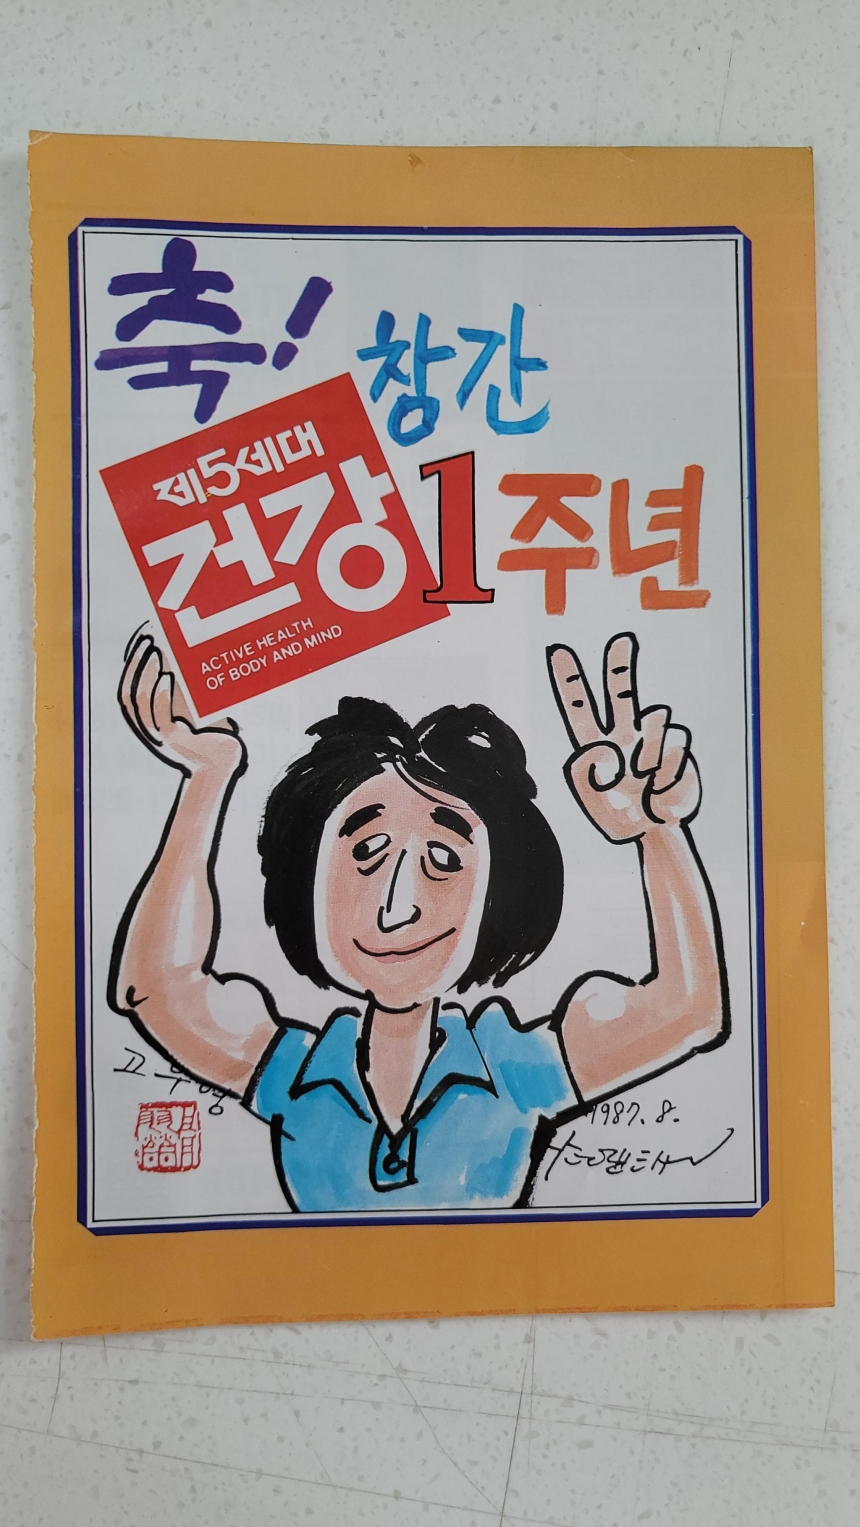 축! 창간
제5세대
건강
ACTIVE HEALTH
OF BODY AND MIND
1주년
고우영
1987. 8.